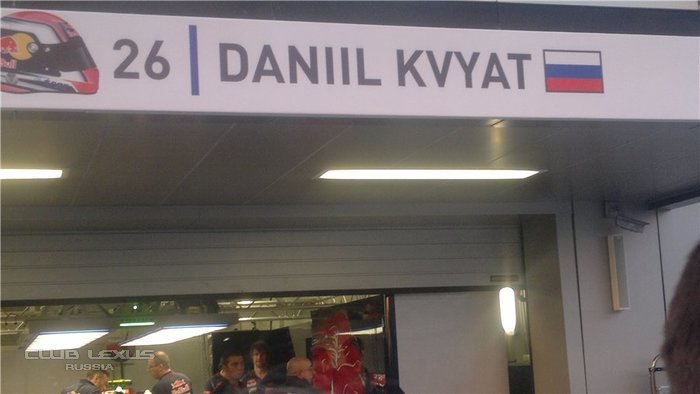 26 DANIIL KVYAT
CLUB LEXUS
RUSSIA